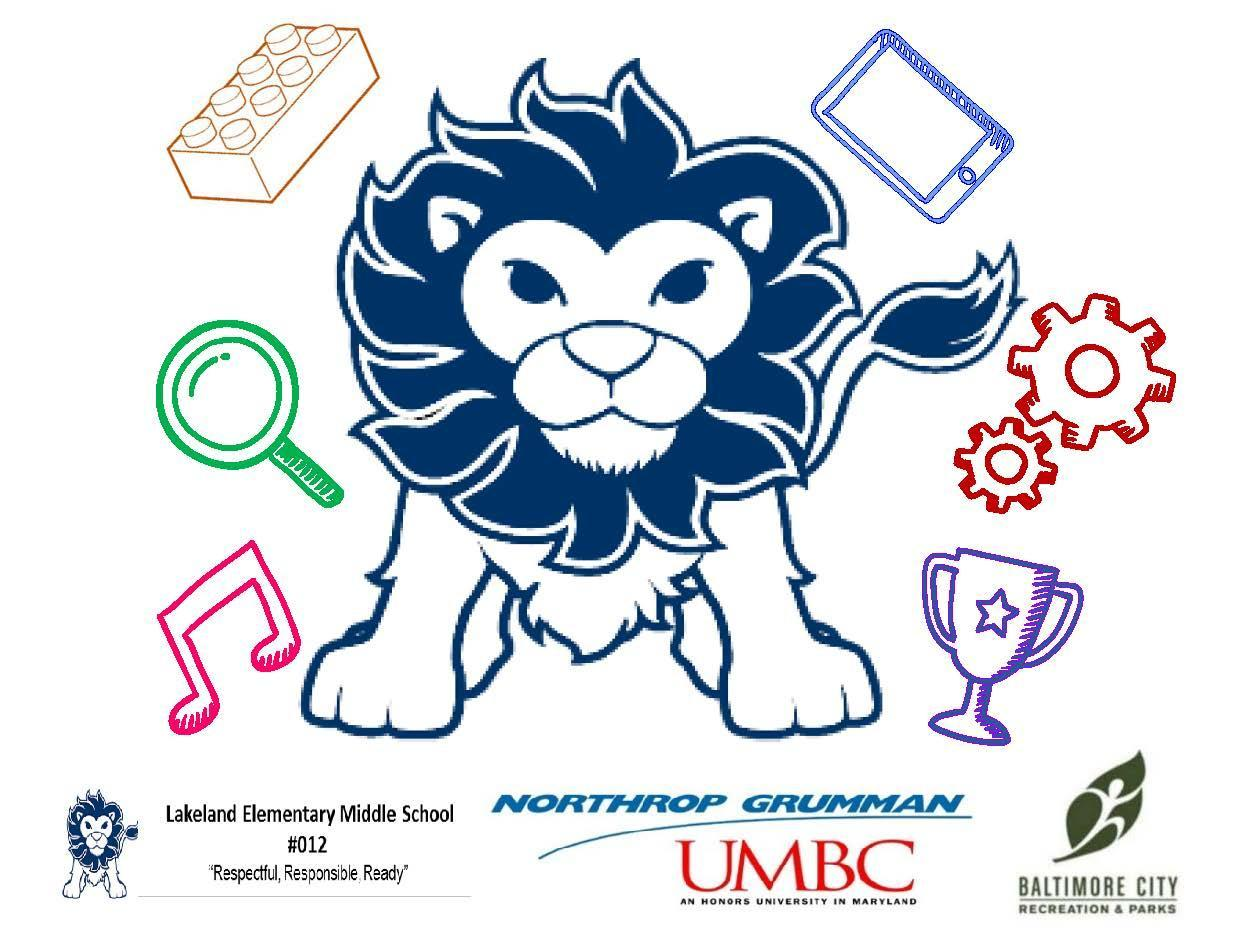 Lakeland Elementary Middle School
#012
“Respectful, Responsible, Ready”
NORTHROP GRUMMAN
UMBC
AN HONORS UNIVERSITY IN MARYLAND
BALTIMORE CITY
RECREATION & PARKS